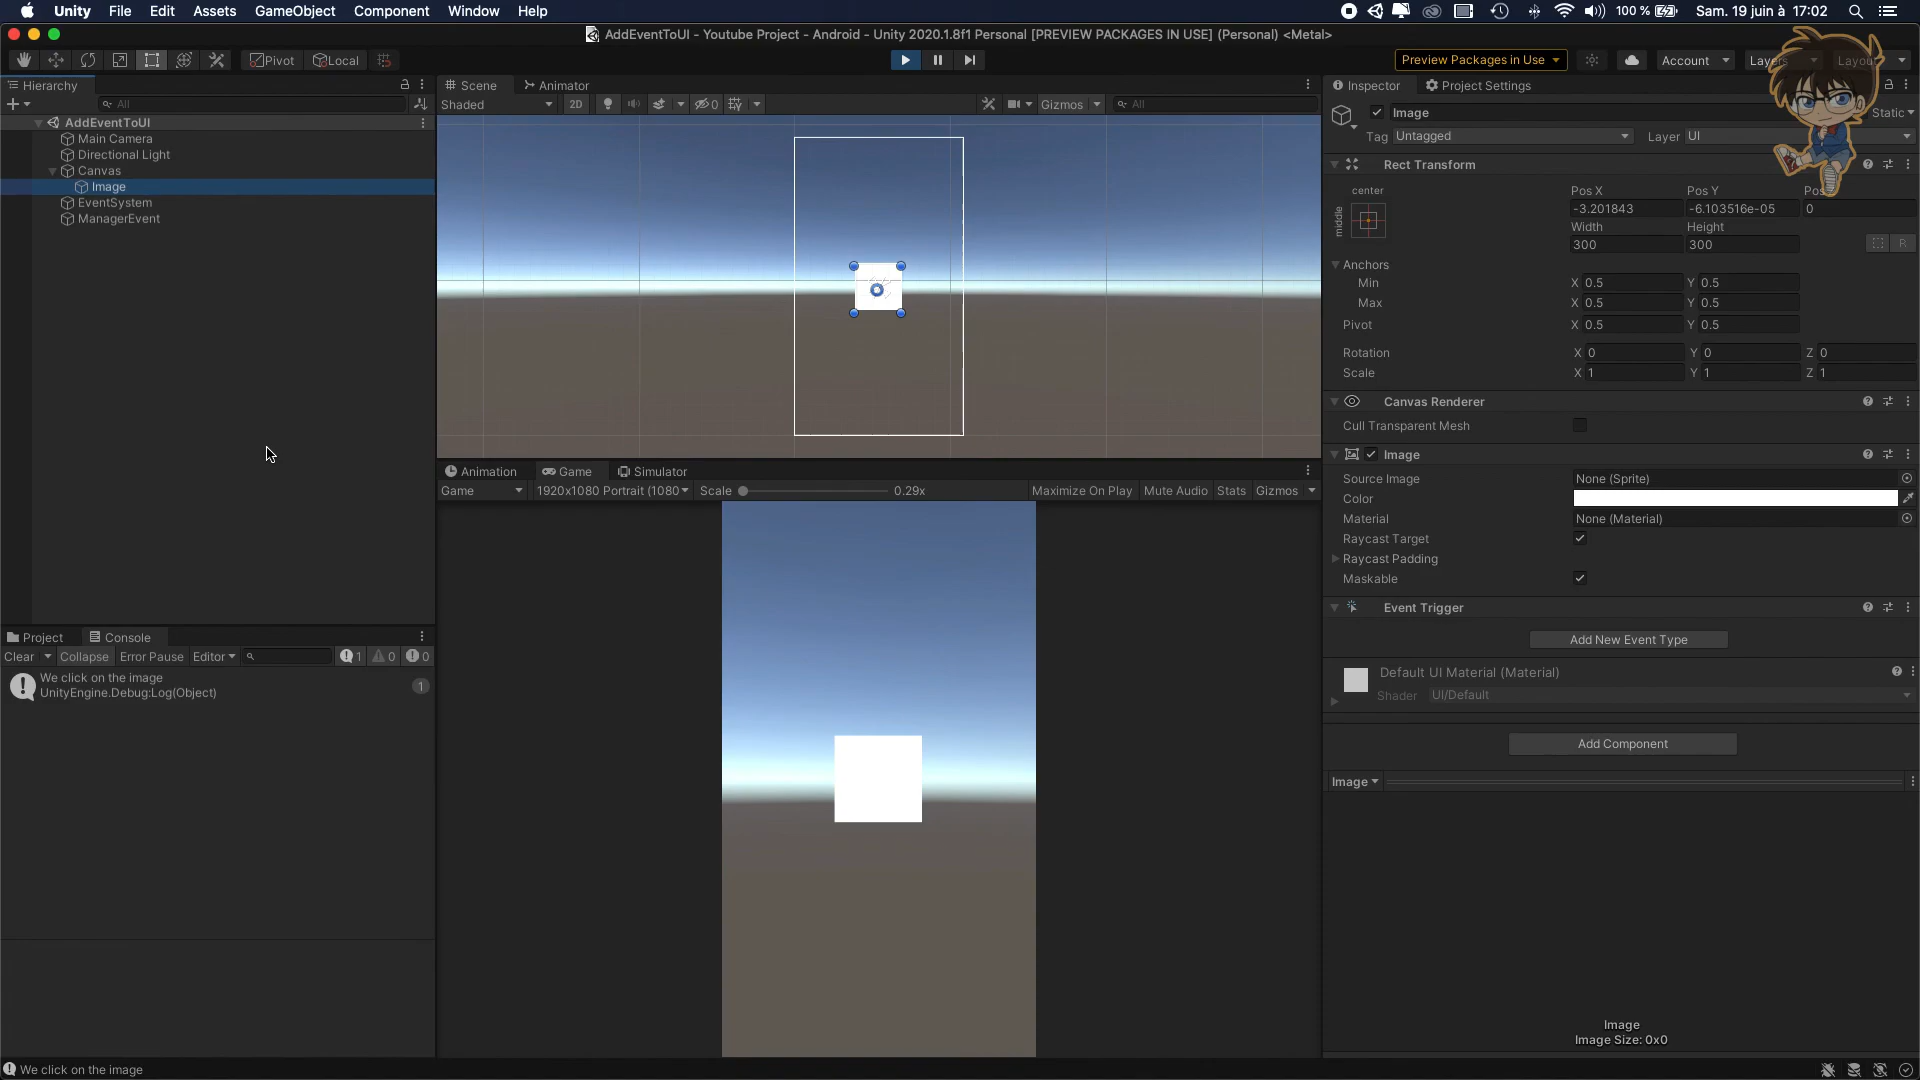 Unity File Edit Assets GameObject Component Window Help 100 % Sam. 19 juin à 17:02
AddEventToUI - Youtube Project - Android - Unity 2020.1.8f1 Personal [PREVIEW PACKAGES IN USE] (Personal) <Metal>
Pivot Local Preview Packages in Use Account Layers Layou
Hierarchy
All
AddEventToUI
Main Camera
Directional Light
Canvas
Image
EventSystem
ManagerEvent
Scene Animator
Shaded 2D 0 Gizmos All
Animation Game Simulator
Game 1920x1080 Portrait (1080 Scale 0.29x Maximize On Play Mute Audio Stats Gizmos
Project Console
Clear Collapse Error Pause Editor 1 0 0
We click on the image
UnityEngine.Debug:Log(Object)
1
Inspector Project Settings
Image Static
Tag Untagged Layer UI
Rect Transform
center
middle
Pos X Pos Y Pos
-3.201843 -6.103516e-05 0
Width Height
300 300 R
Anchors
Min X 0.5 Y 0.5
Max X 0.5 Y 0.5
Pivot X 0.5 Y 0.5
Rotation X 0 Y 0 Z 0
Scale X 1 Y 1 Z 1
Canvas Renderer
Cull Transparent Mesh
Image
Source Image None (Sprite)
Color
Material None (Material)
Raycast Target
Raycast Padding
Maskable
Event Trigger
Add New Event Type
Default UI Material (Material)
Shader UI/Default
Add Component
Image
Image
Image Size: 0x0
We click on the image